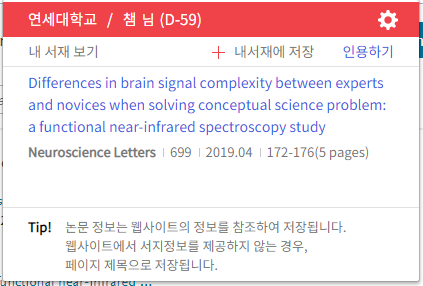 연세대학교 / 챔 님 (D-59)
내 서재 보기 + 내서재에 저장 인용하기
Differences in brain signal complexity between experts
and novices when solving conceptual science problem:
a functional near-infrared spectroscopy study
Neuroscience Letters | 699 | 2019.04 | 172-176(5 pages)
Tip! 논문 정보는 웹사이트의 정보를 참조하여 저장됩니다.
웹사이트에서 서지정보를 제공하지 않는 경우,
페이지 제목으로 저장됩니다.
functional near-infrared ...